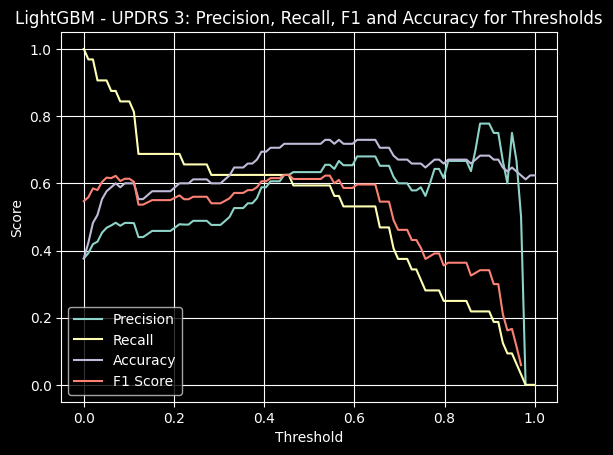 LightGBM - UPDRS 3: Precision, Recall, F1 and Accuracy for Thresholds
1.0
0.8
0.6
0.4
0.2
0.0
Score
Precision
Recall
Accuracy
F1 Score
0.0 0.2 0.4 0.6 0.8 1.0
Threshold